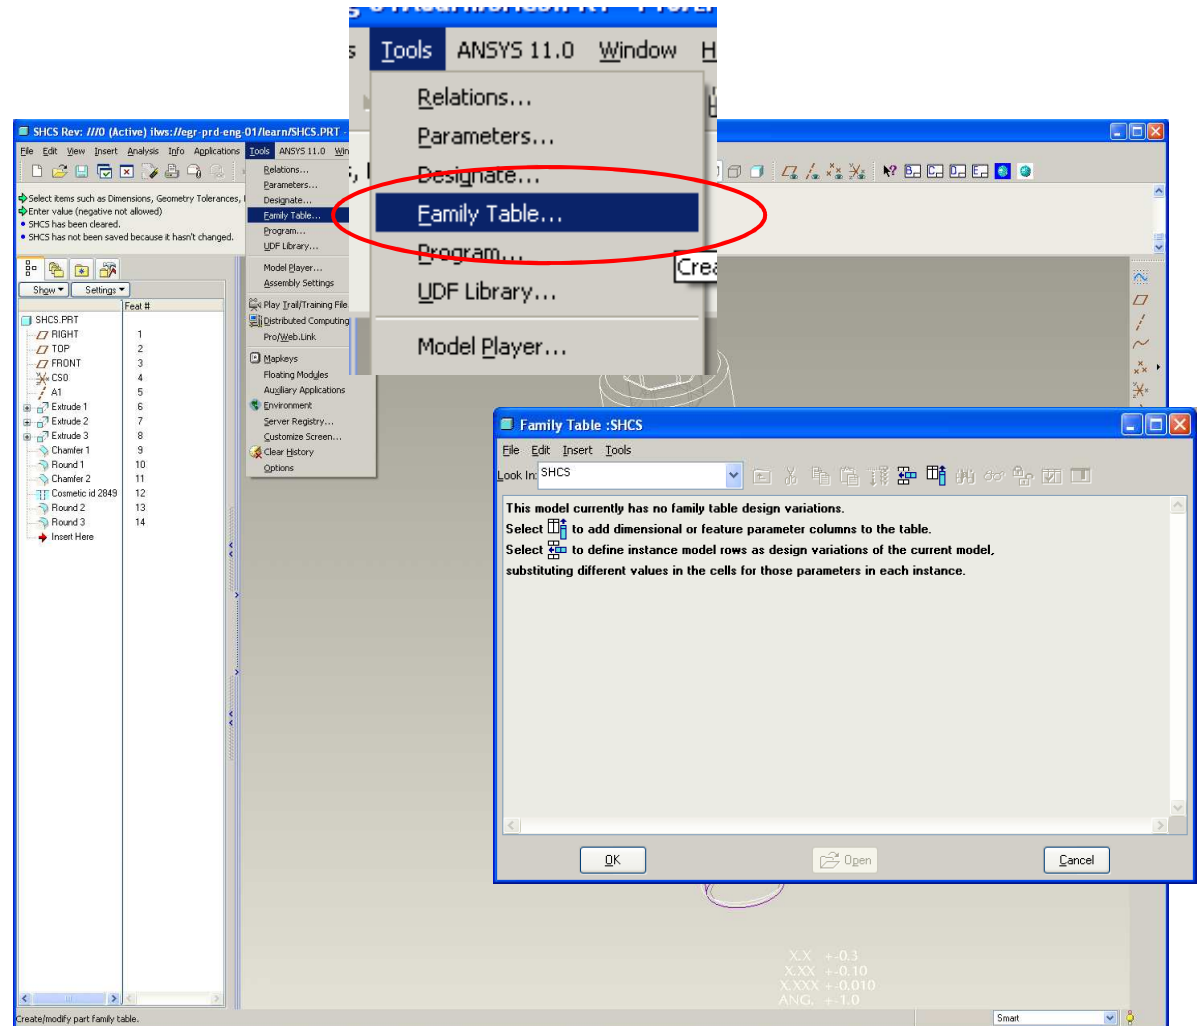 Tools ANSYS 11.0 Window H
Relations...
Parameters...
Designate...
Family Table...
Program...
Crea
UDF Library...
Model Player...
SHCS Rev: ///0 (Active) ilws://egr-prd-eng-01/learn/SHCS.PRT -
File Edit View Insert Analysis Info Applications Tools ANSYS 11.0 Win
Select items such as Dimensions, Geometry Tolerances,
Enter value (negative not allowed)
SHCS has been cleared.
SHCS has not been saved because it hasn't changed.
Relations...
Parameters...
Designate...
Family Table...
Program...
UDF Library...
Model Player...
Assembly Settings
Play Trail/Training File
Distributed Computing
Pro/Web.Link
Mapkeys
Floating Modules
Auxiliary Applications
Environment
Server Registry...
Customize Screen...
Clear History
Options
Show Settings
Feat #
SHCS.PRT
RIGHT 1
TOP 2
FRONT 3
CS0 4
A1 5
Extrude 1 6
Extrude 2 7
Extrude 3 8
Chamfer 1 9
Round 1 10
Chamfer 2 11
Cosmetic id 2849 12
Round 2 13
Round 3 14
Insert Here
Family Table :SHCS
File Edit Insert Tools
Look In: SHCS
This model currently has no family table design variations.
Select to add dimensional or feature parameter columns to the table.
Select to define instance model rows as design variations of the current model,
substituting different values in the cells for those parameters in each instance.
OK Open Cancel
X.X +-0.3
X.XX +-0.10
X.XXX +-0.010
ANG. +-1.0
Create/modify part family table.
Smart